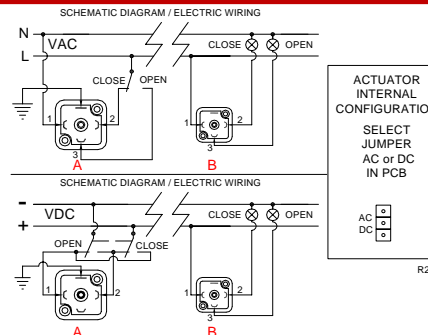 SCHEMATIC DIAGRAM / ELECTRIC WIRING
N
VAC
L
CLOSE
OPEN
CLOSE
OPEN
1
2
3
A
1
2
3
B
SCHEMATIC DIAGRAM / ELECTRIC WIRING
-
VDC
+
OPEN
CLOSE
CLOSE
OPEN
1
2
A
1
2
3
B
ACTUATOR
INTERNAL
CONFIGURATIO
SELECT
JUMPER
AC or DC
IN PCB
AC
DC
R2